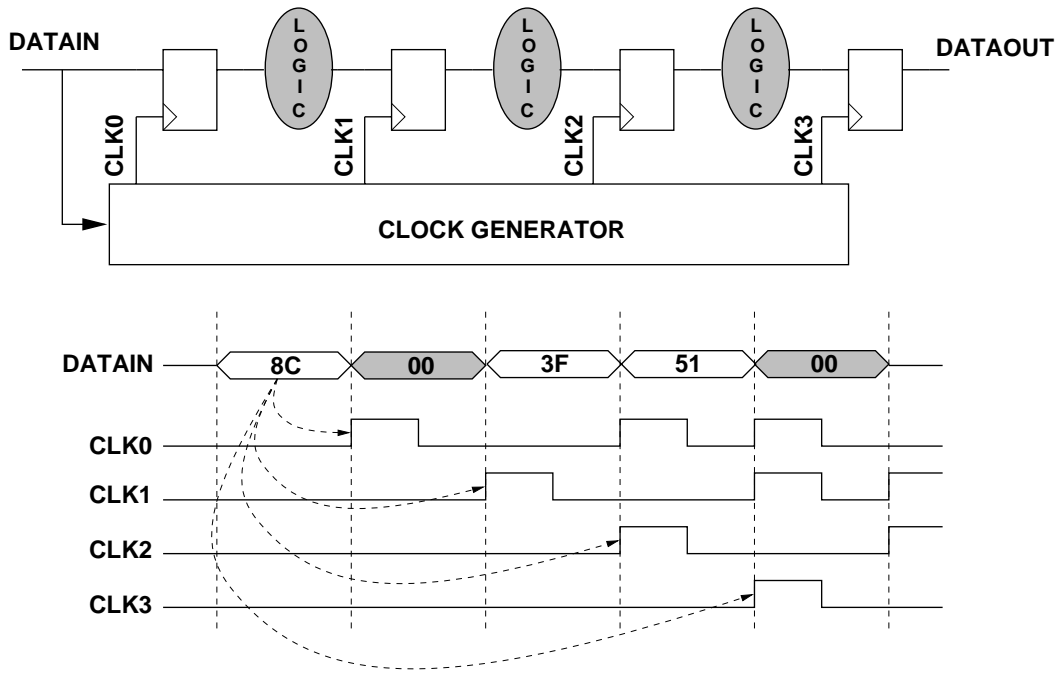 DATAIN
LOGIC
LOGIC
LOGIC
DATAOUT
CLK0
CLK1
CLK2
CLK3
CLOCK GENERATOR
DATAIN
8C
00
3F
51
00
CLK0
CLK1
CLK2
CLK3